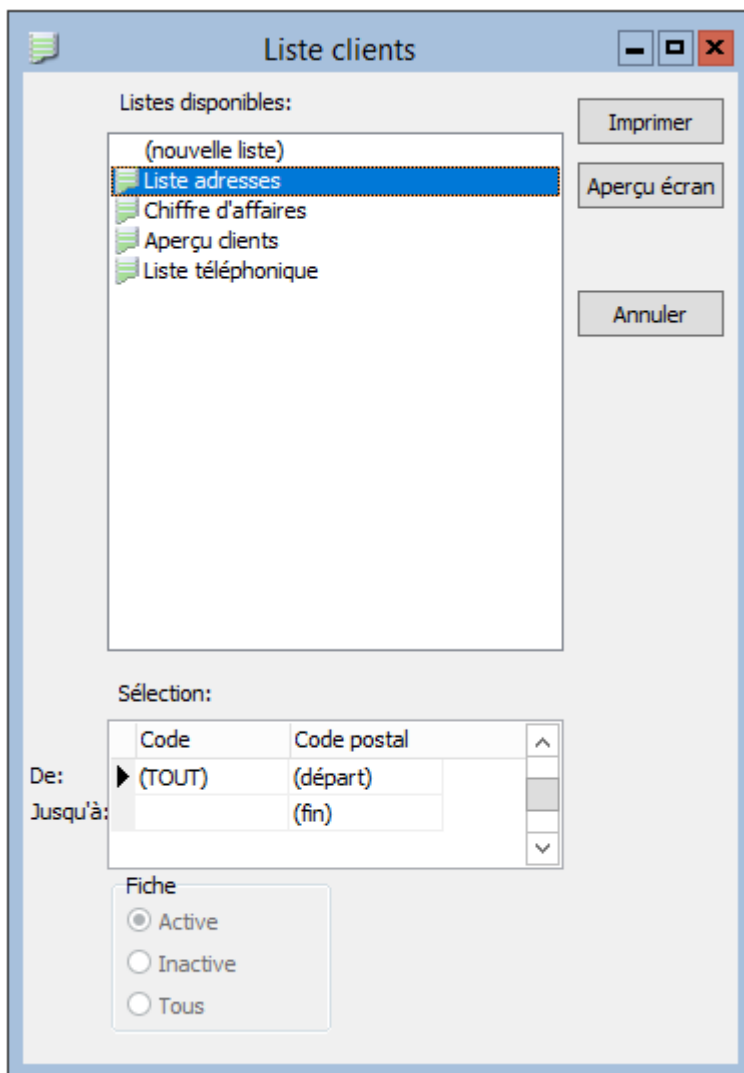 Liste clients
Listes disponibles:
Imprimer
(nouvelle liste)
Liste adresses
Aperçu écran
Chiffre d'affaires
Aperçu clients
Liste téléphonique
Annuler
Sélection:
Code Code postal
De: (TOUT) (départ)
Jusqu'à: (fin)
Fiche
Active
Inactive
Tous